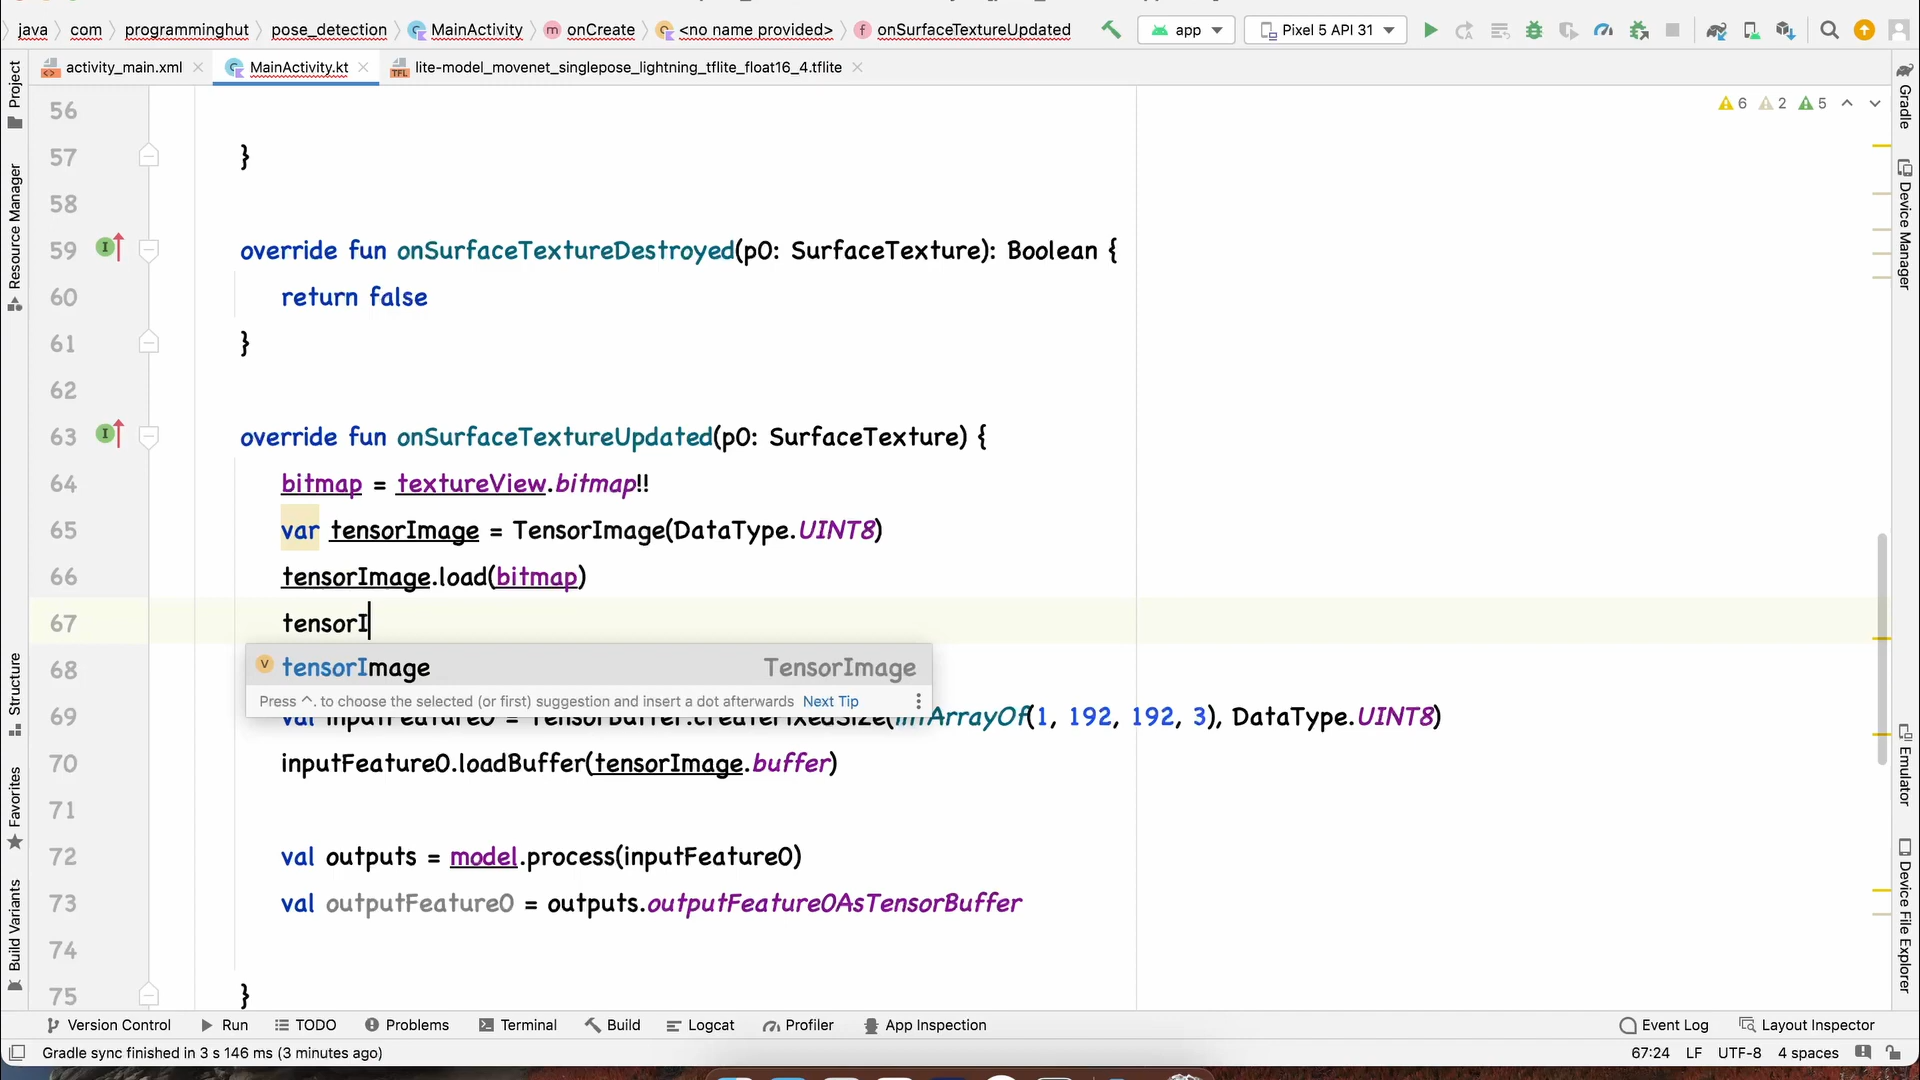 java com programminghut pose_detection MainActivity onCreate <no name provided> onSurfaceTextureUpdated app Pixel 5 API 31
activity_main.xml MainActivity.kt lite-model_movenet_singlepose_lightning_tflite_float16_4.tflite
6 2 5
Project
Resource Manager
Structure
Favorites
Build Variants
56
57 }
58
59 override fun onSurfaceTextureDestroyed(p0: SurfaceTexture): Boolean {
60 return false
61 }
62
63 override fun onSurfaceTextureUpdated(p0: SurfaceTexture) {
64 bitmap = textureView.bitmap!!
65 var tensorImage = TensorImage(DataType.UINT8)
66 tensorImage.load(bitmap)
67 tensorI
68
tensorImage TensorImage
Press ^. to choose the selected (or first) suggestion and insert a dot afterwards Next Tip
69 val inputFeature0 = TensorBuffer.createFixedSize(intArrayOf(1, 192, 192, 3), DataType.UINT8)
70 inputFeature0.loadBuffer(tensorImage.buffer)
71
72 val outputs = model.process(inputFeature0)
73 val outputFeature0 = outputs.outputFeature0AsTensorBuffer
74
75 }
Gradle
Device Manager
Emulator
Device File Explorer
Version Control Run TODO Problems Terminal Build Logcat Profiler App Inspection Event Log Layout Inspector
Gradle sync finished in 3 s 146 ms (3 minutes ago) 67:24 LF UTF-8 4 spaces